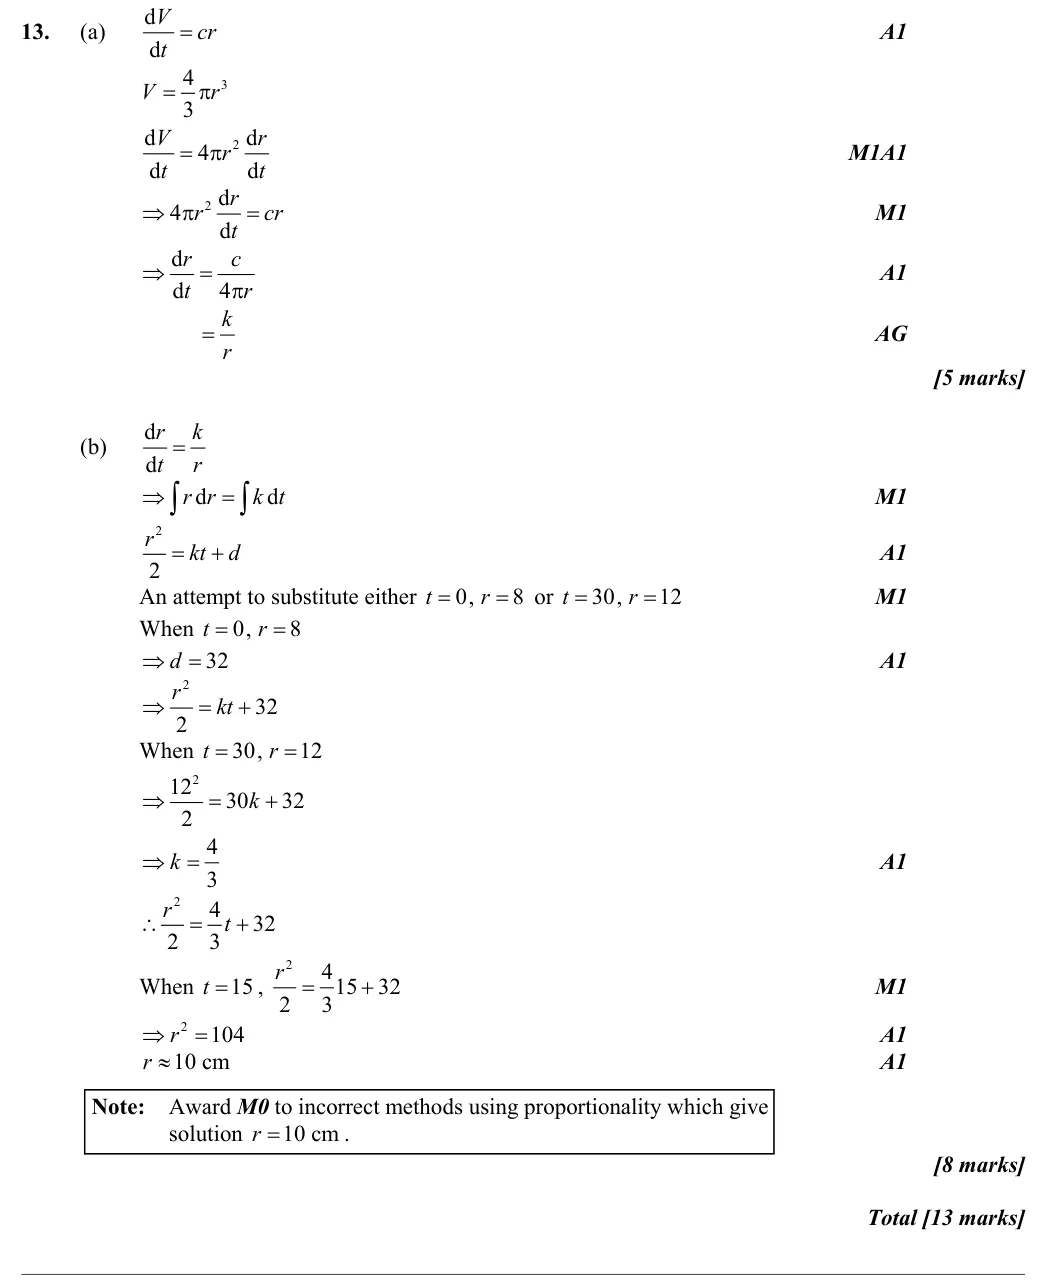 13. (a) dV/dt = cr A1
V = 4/3 πr³
dV/dt = 4πr² dr/dt M1A1
⇒ 4πr² dr/dt = cr M1
⇒ dr/dt = c/4πr A1
= k/r AG
[5 marks]
(b) dr/dt = k/r
⇒ ∫ r dr = ∫ k dt M1
r²/2 = kt + d A1
An attempt to substitute either t = 0, r = 8 or t = 30, r = 12 M1
When t = 0, r = 8
⇒ d = 32 A1
⇒ r²/2 = kt + 32
When t = 30, r = 12
⇒ 12²/2 = 30k + 32
⇒ k = 4/3 A1
∴ r²/2 = 4/3 t + 32
When t = 15 , r²/2 = 4/3 15 + 32 M1
⇒ r² = 104 A1
r ≈ 10 cm A1
Note: Award M0 to incorrect methods using proportionality which give
solution r = 10 cm .
[8 marks]
Total [13 marks]